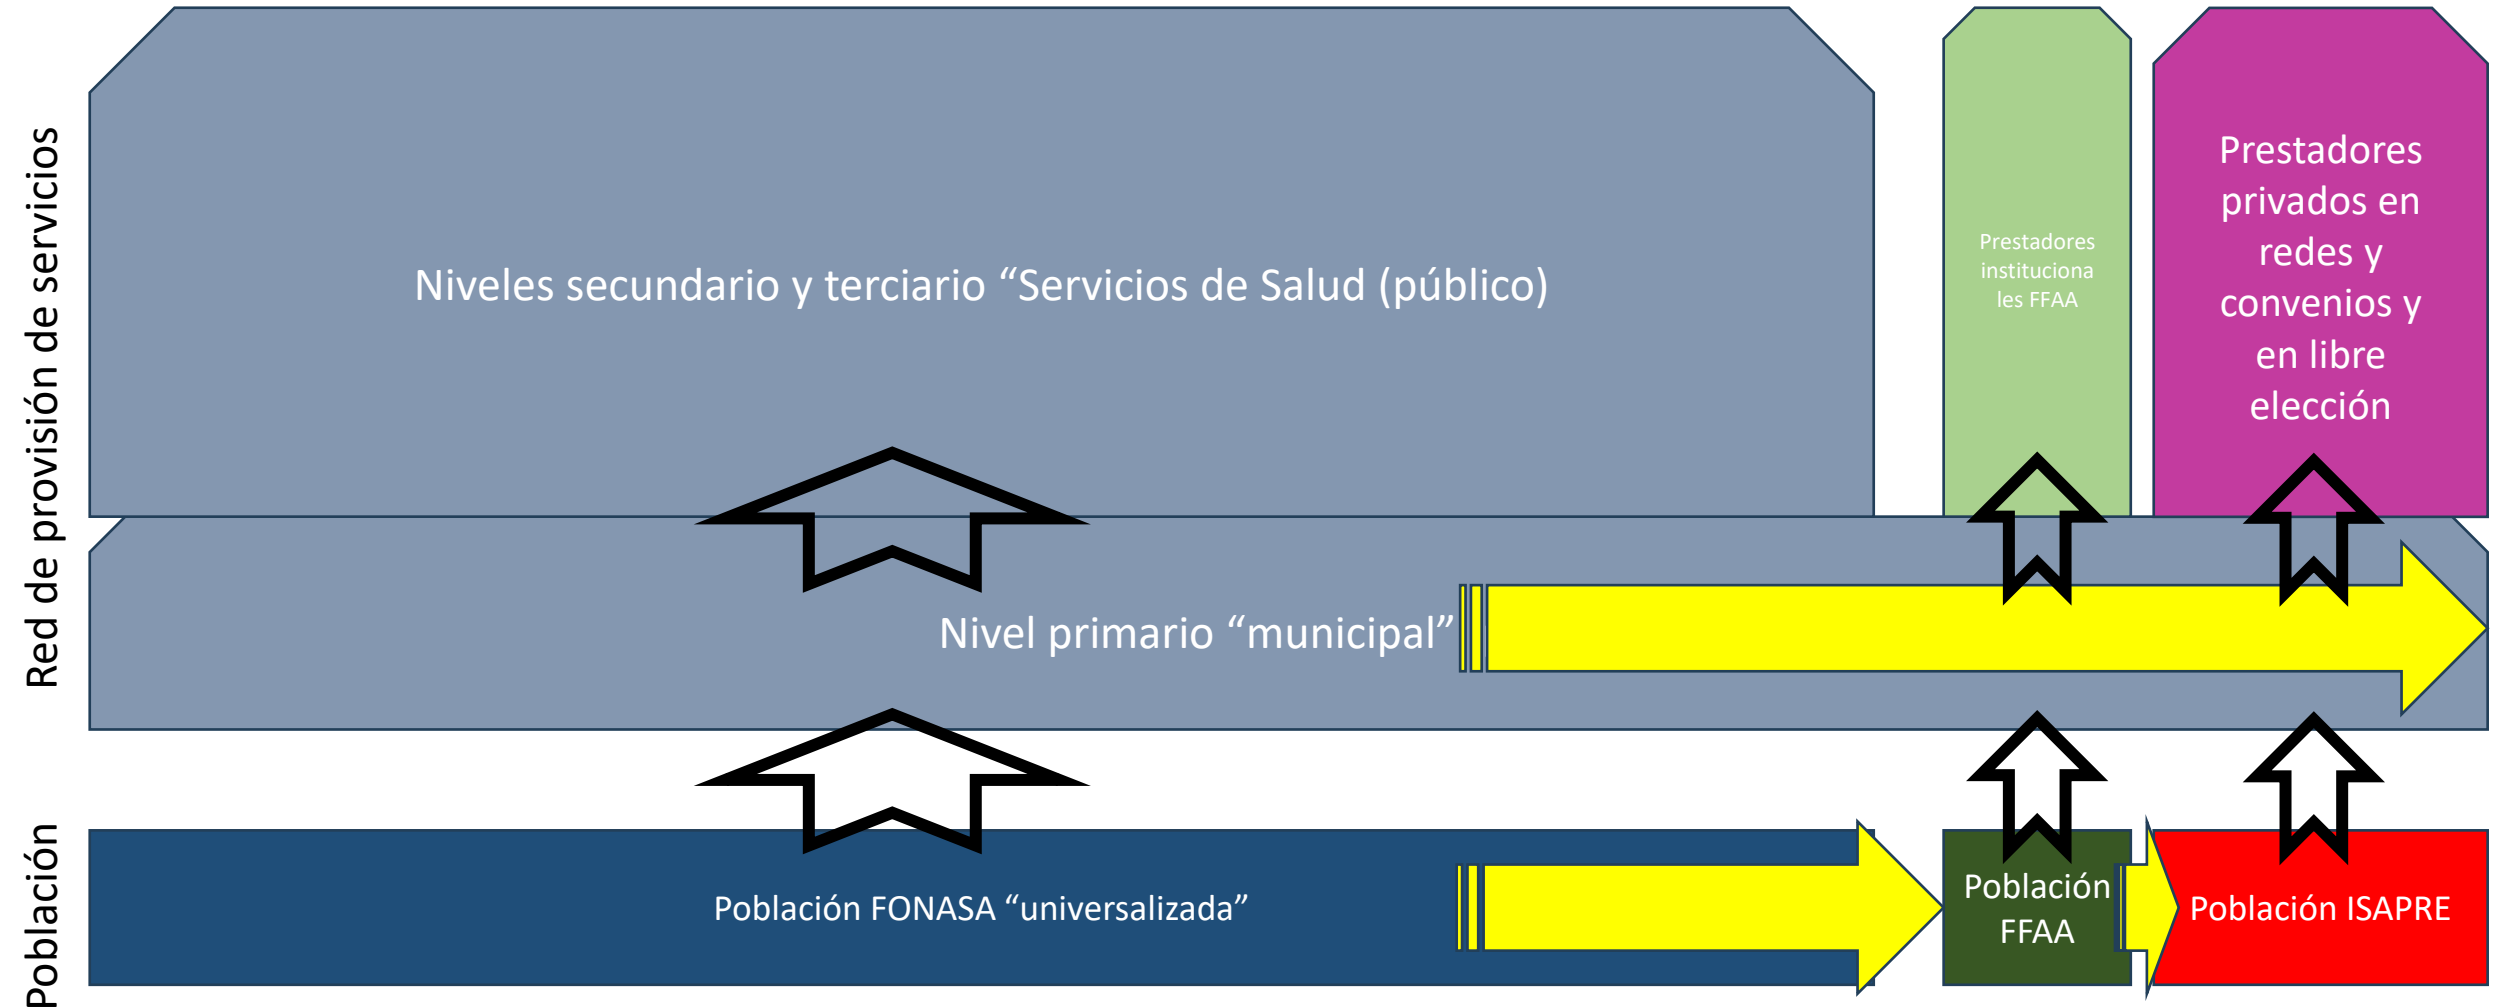 Red de provisión de servicios
Niveles secundario y terciario “Servicios de Salud (público)
Prestadores
instituciona
les FFAA
Prestadores
privados en
redes y
convenios y
en libre
elección
Nivel primario “municipal”
Población
Población FONASA “universalizada”
Población
FFAA
Población ISAPRE